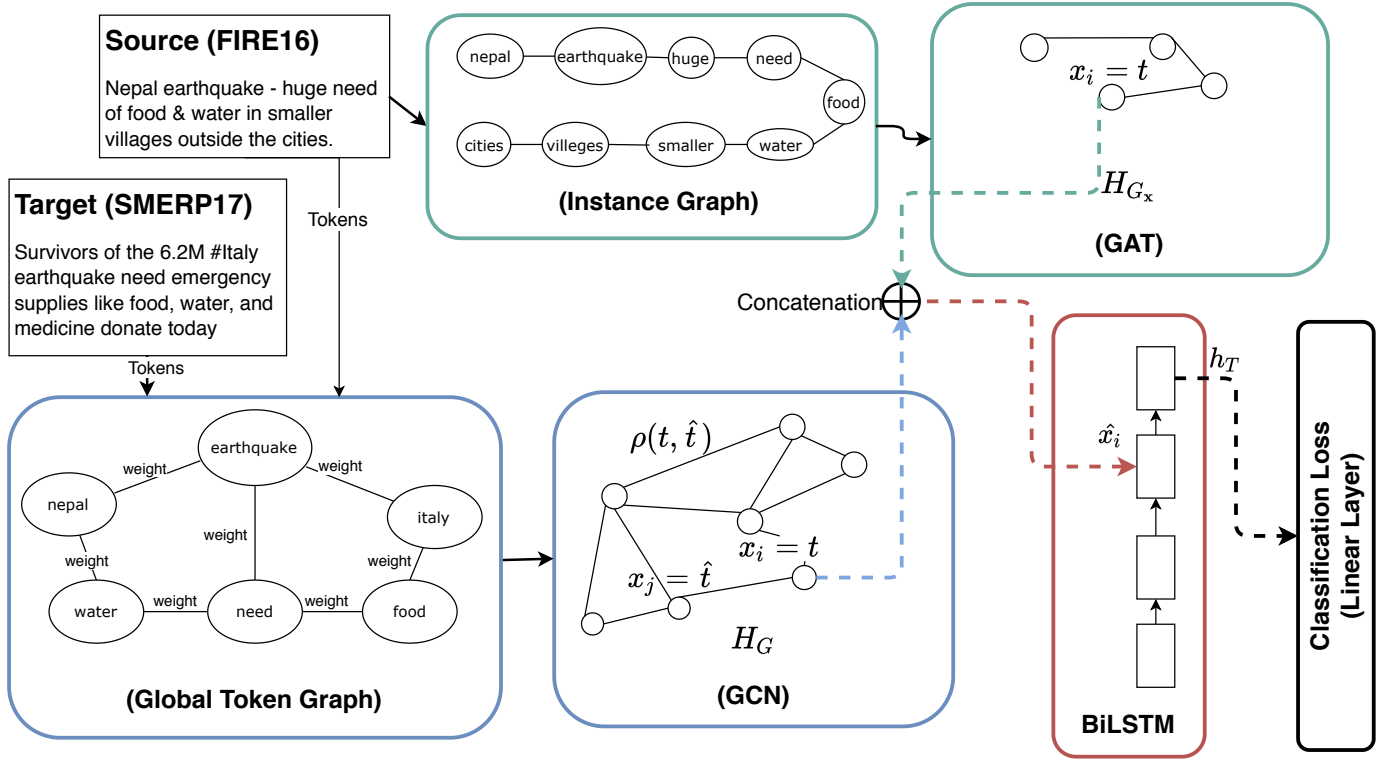 Source (FIRE16)
Nepal earthquake - huge need
of food & water in smaller
villages outside the cities.
Target (SMERP17)
Survivors of the 6.2M #Italy
earthquake need emergency
supplies like food, water, and
medicine donate today
Tokens
Tokens
nepal
earthquake
huge
need
food
cities
villeges
smaller
water
(Instance Graph)
x_i = t
H_{G_x}
(GAT)
Concatenation
earthquake
weight
weight
nepal
italy
weight
weight
weight
water
weight
need
weight
food
(Global Token Graph)
ρ(t, t̂)
x_i = t
x_j = t̂
H_G
(GCN)
h_T
x̂_i
BiLSTM
Classification Loss
(Linear Layer)